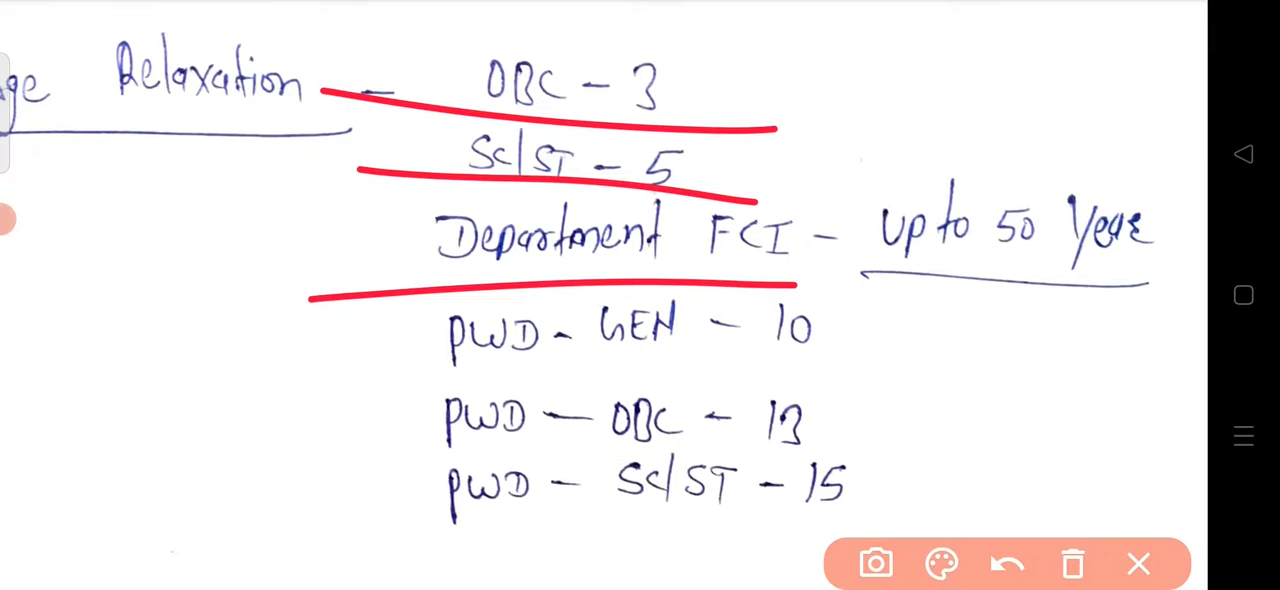 ge Relaxation - OBC - 3
SC/ST - 5
Department FCI - up to 50 Year
PWD - GEN - 10
PWD - OBC - 13
PWD - SC/ST - 15